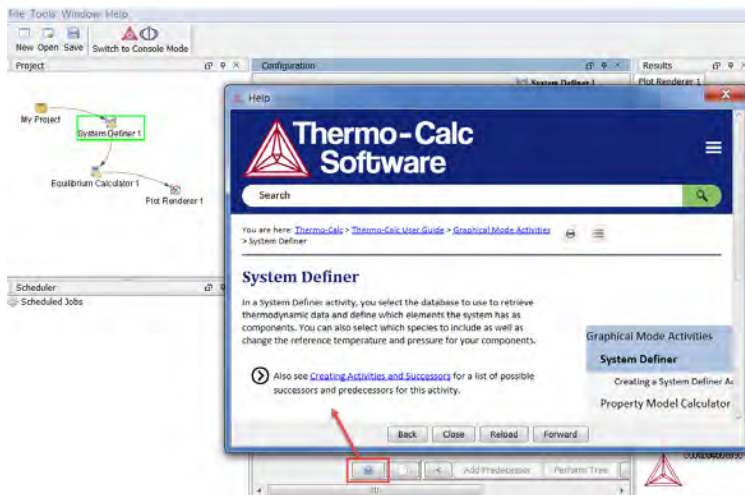 File Tools Window Help
New Open Save Switch to Console Mode
Project
My Project
System Definer 1
Equilibrium Calculator 1
Plot Renderer 1
Scheduler
Scheduled Jobs
Configuration
System Definer 1
Results
Plot Renderer 1
Help
Thermo-Calc
Software
Search
You are here: Thermo-Calc > Thermo-Calc User Guide > Graphical Mode Activities
> System Definer
System Definer
In a System Definer activity, you select the database to use to retrieve
thermodynamic data and define which elements the system has as
components. You can also select which species to include as well as
change the reference temperature and pressure for your components.
Also see Creating Activities and Successors for a list of possible
successors and predecessors for this activity.
Graphical Mode Activities
System Definer
Creating a System Definer Ac
Property Model Calculator
Back Close Reload Forward
Add Predecessor Perform Tree